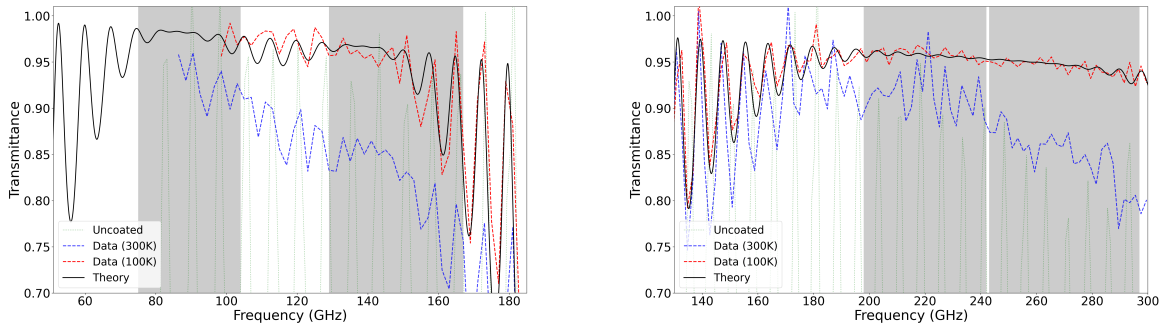 1.00
0.95
0.90
0.85
0.80
0.75
0.70
Transmittance
Uncoated
Data (300K)
Data (100K)
Theory
60 80 100 120 140 160 180
Frequency (GHz)
1.00
0.95
0.90
0.85
0.80
0.75
0.70
Transmittance
Uncoated
Data (300K)
Data (100K)
Theory
140 160 180 200 220 240 260 280 300
Frequency (GHz)